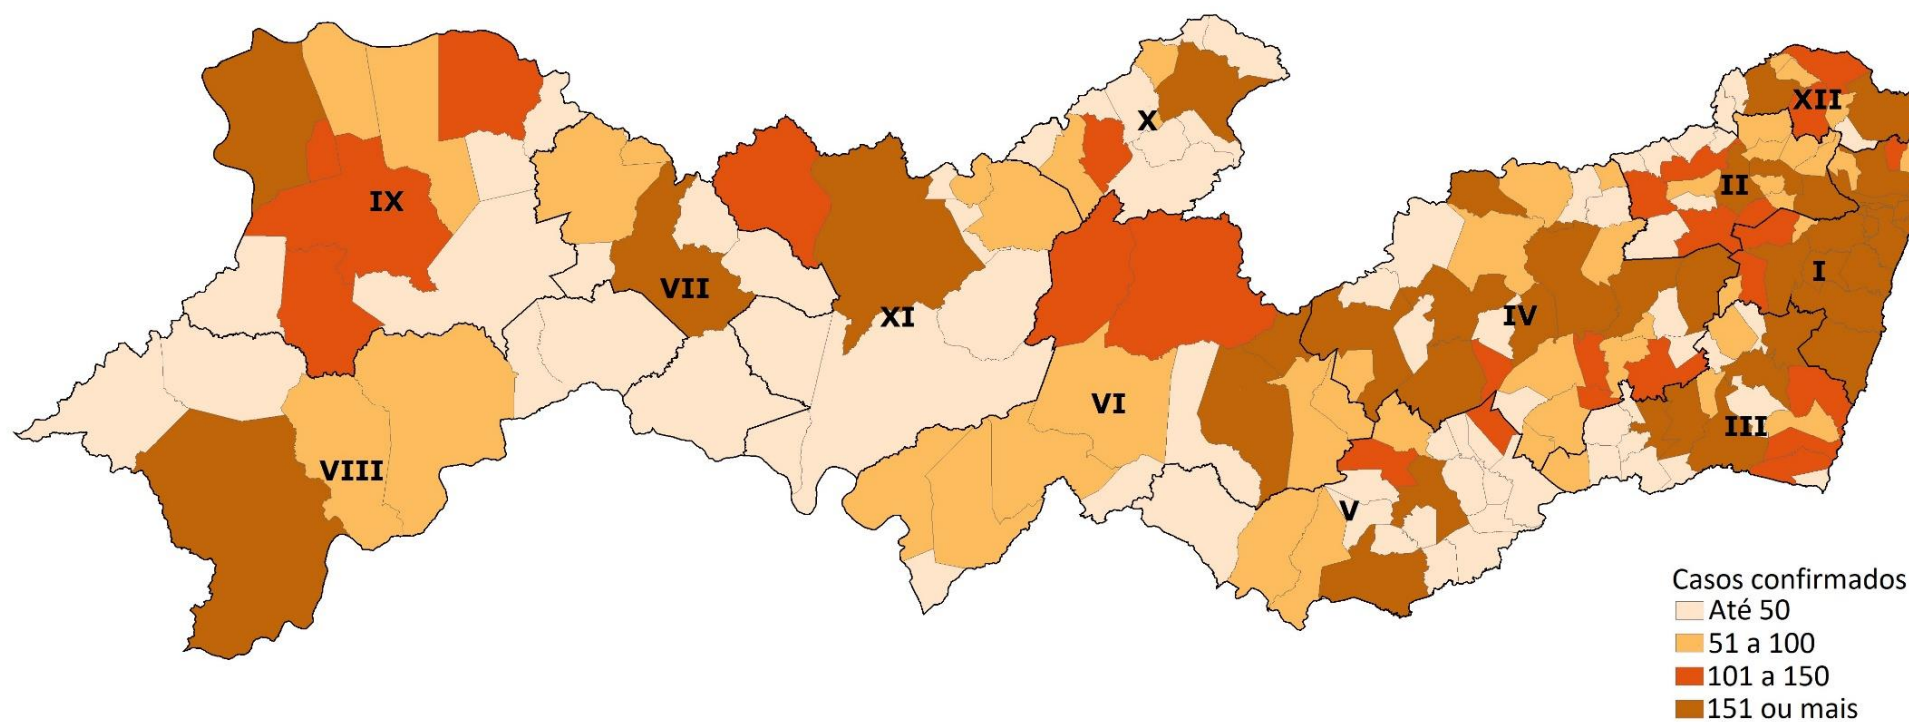 X
XII
II
IX
I
VII
XI
IV
VI
III
VIII
V
Casos confirmados
Até 50
51 a 100
101 a 150
151 ou mais